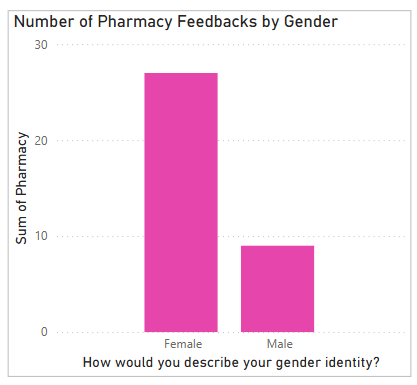 Number of Pharmacy Feedbacks by Gender
30
20
10
0
Sum of Pharmacy
Female Male
How would you describe your gender identity?